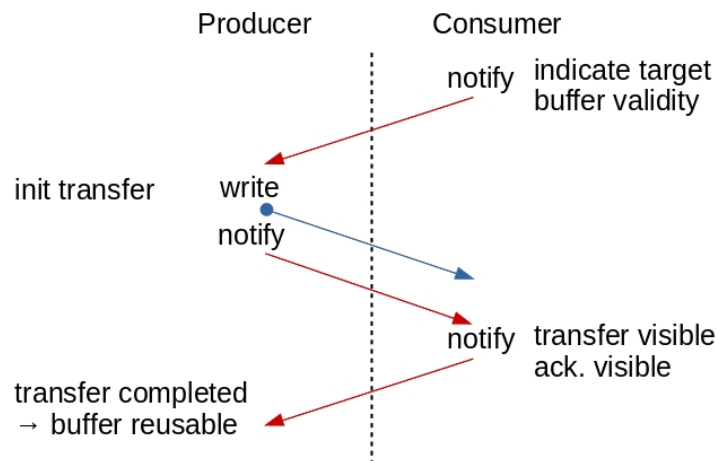 Producer
Consumer
notify
indicate target
buffer validity
init transfer
write
notify
notify
transfer visible
ack. visible
transfer completed
→ buffer reusable